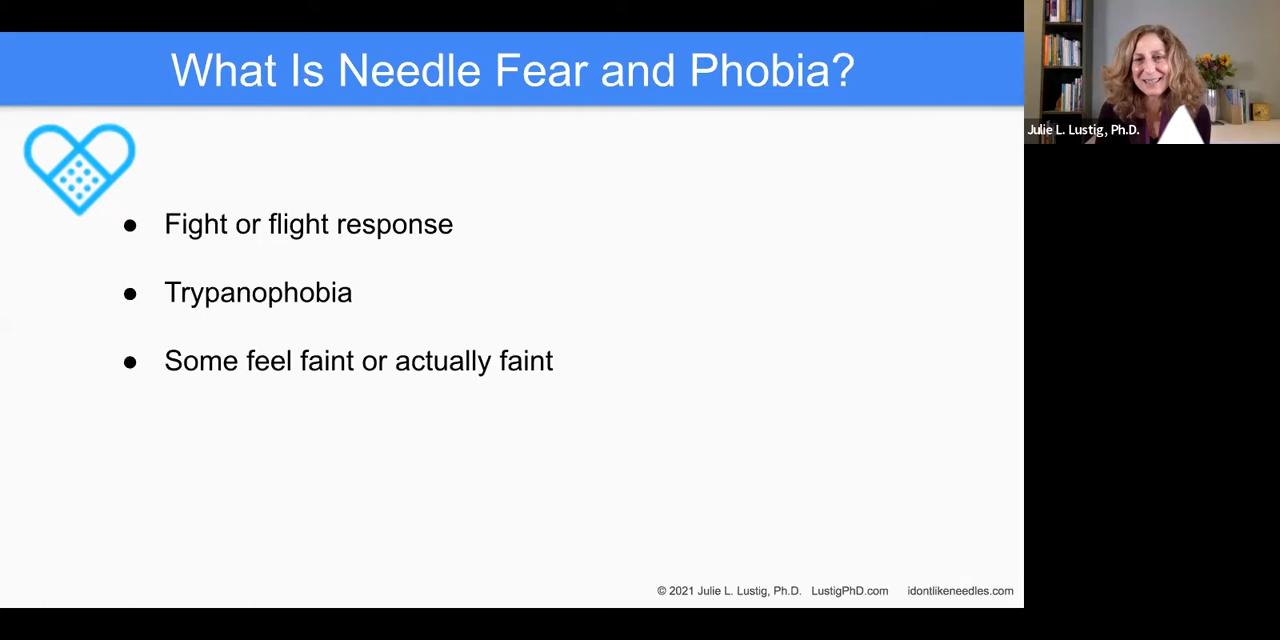 What Is Needle Fear and Phobia?
Julie L. Lustig, Ph.D.
● Fight or flight response
● Trypanophobia
● Some feel faint or actually faint
© 2021 Julie L. Lustig, Ph.D. LustigPhD.com idontlikeneedles.com